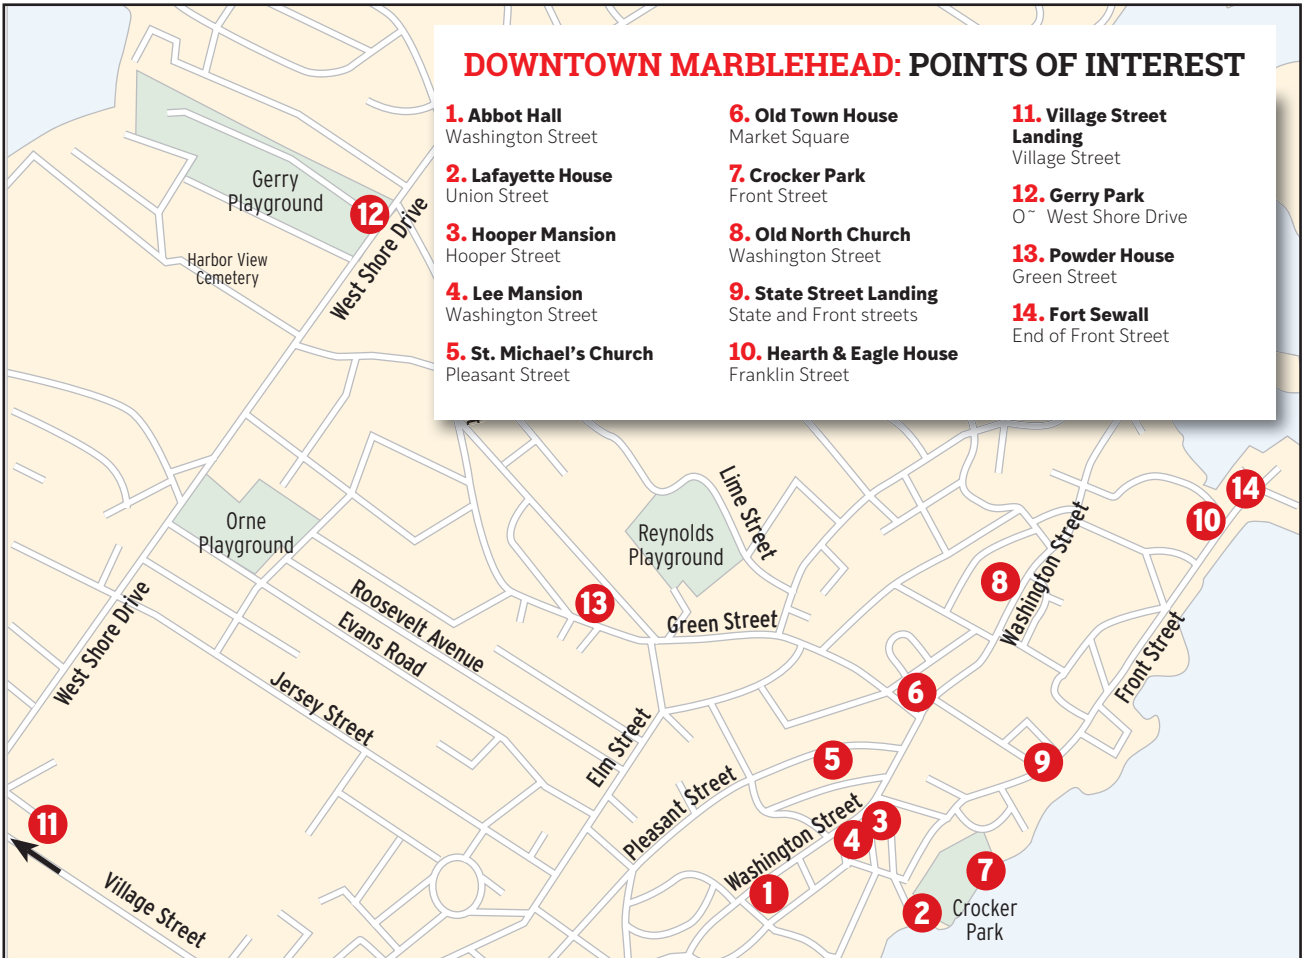 DOWNTOWN MARBLEHEAD: POINTS OF INTEREST
1. Abbot Hall
Washington Street
2. Lafayette House
Union Street
3. Hooper Mansion
Hooper Street
4. Lee Mansion
Washington Street
5. St. Michael’s Church
Pleasant Street
6. Old Town House
Market Square
7. Crocker Park
Front Street
8. Old North Church
Washington Street
9. State Street Landing
State and Front streets
10. Hearth & Eagle House
Franklin Street
11. Village Street
Landing
Village Street
12. Gerry Park
O˜ West Shore Drive
13. Powder House
Green Street
14. Fort Sewall
End of Front Street
Gerry
Playground
12
West Shore Drive
Harbor View
Cemetery
Orne
Playground
Reynolds
Playground
Lime Street
14
10
Washington Street
8
13
Green Street
Roosevelt Avenue
Evans Road
West Shore Drive
Jersey Street
Front Street
6
Elm Street
5
9
Pleasant Street
Washington Street
3
4
11
7
1
2
Crocker
Park
Village Street